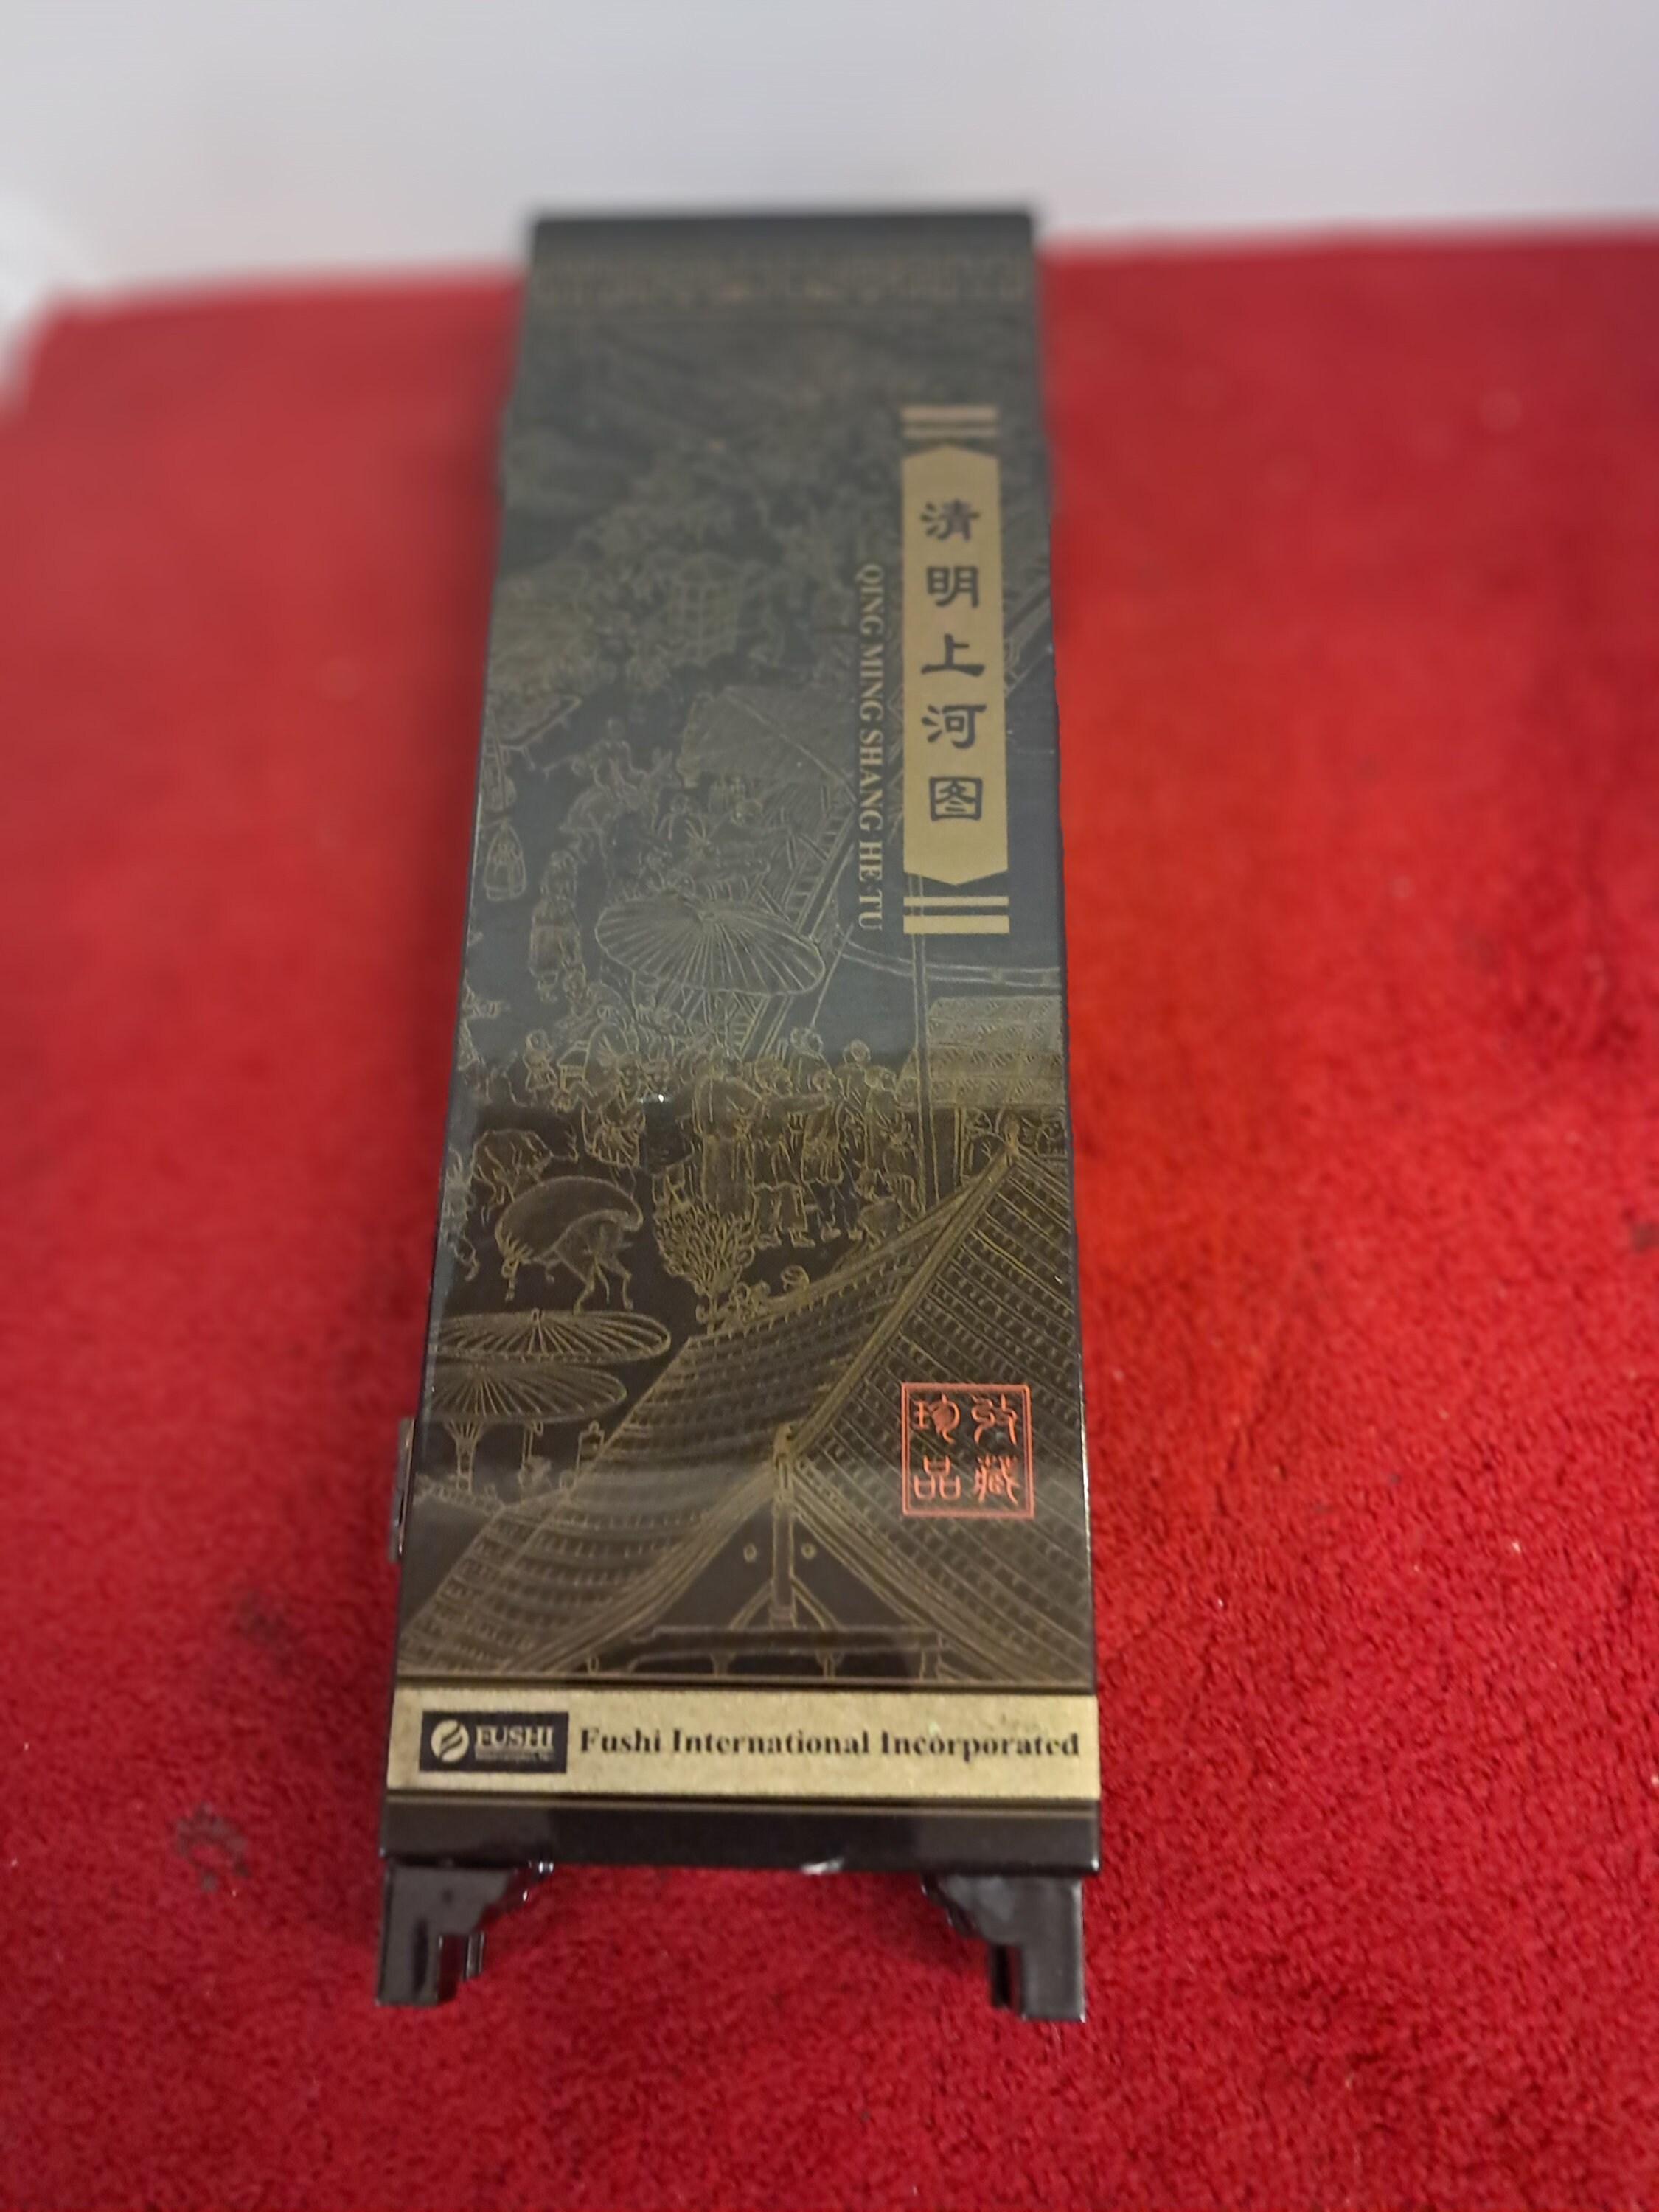 清明上河图
QING MING SHANG HE TU
珍藏
珍品
FUSHI
Fushi International Incorporated